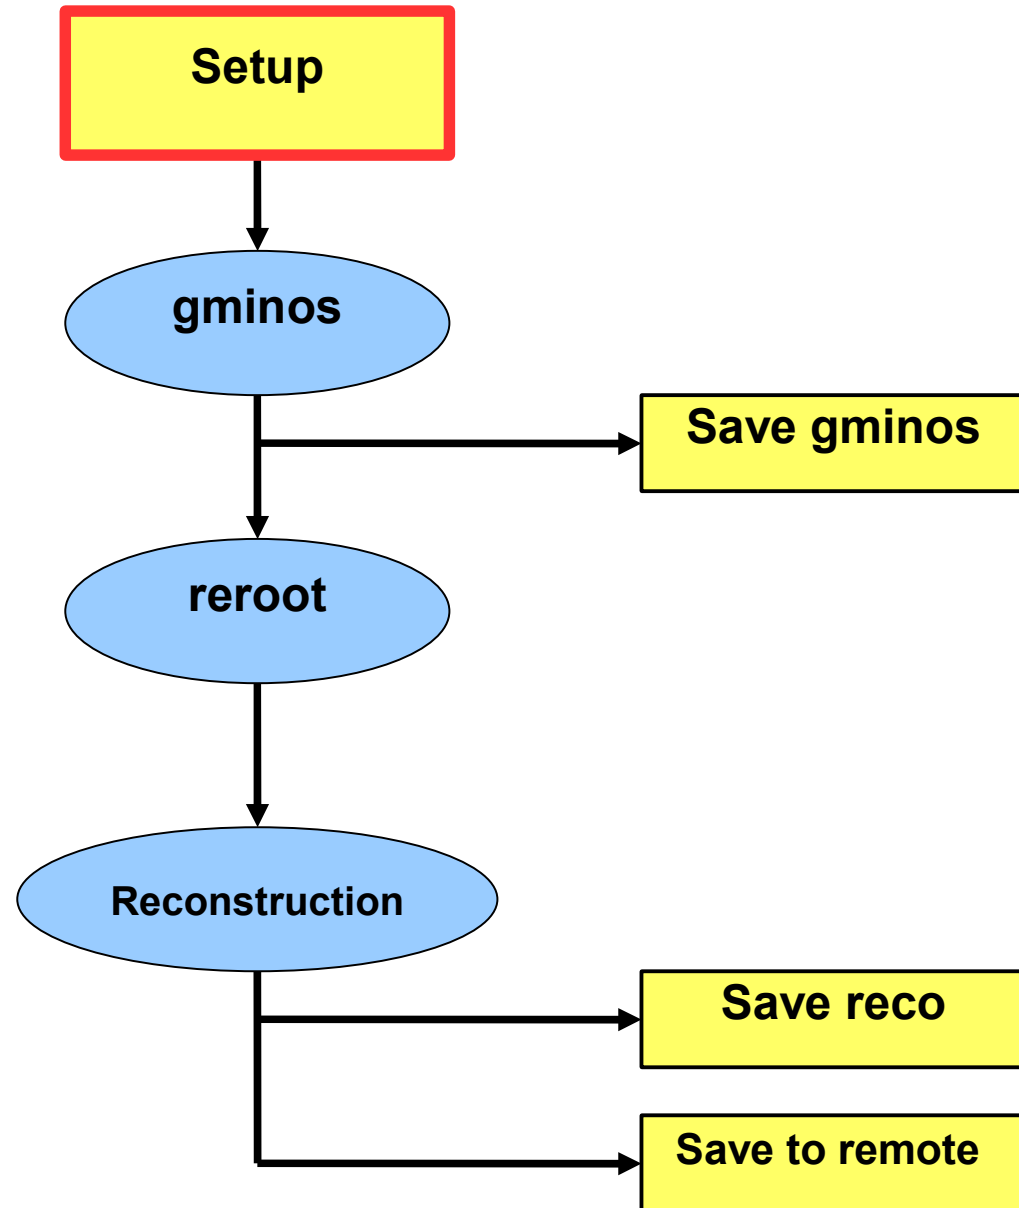 Setup
gminos
Save gminos
reroot
Reconstruction
Save reco
Save to remote